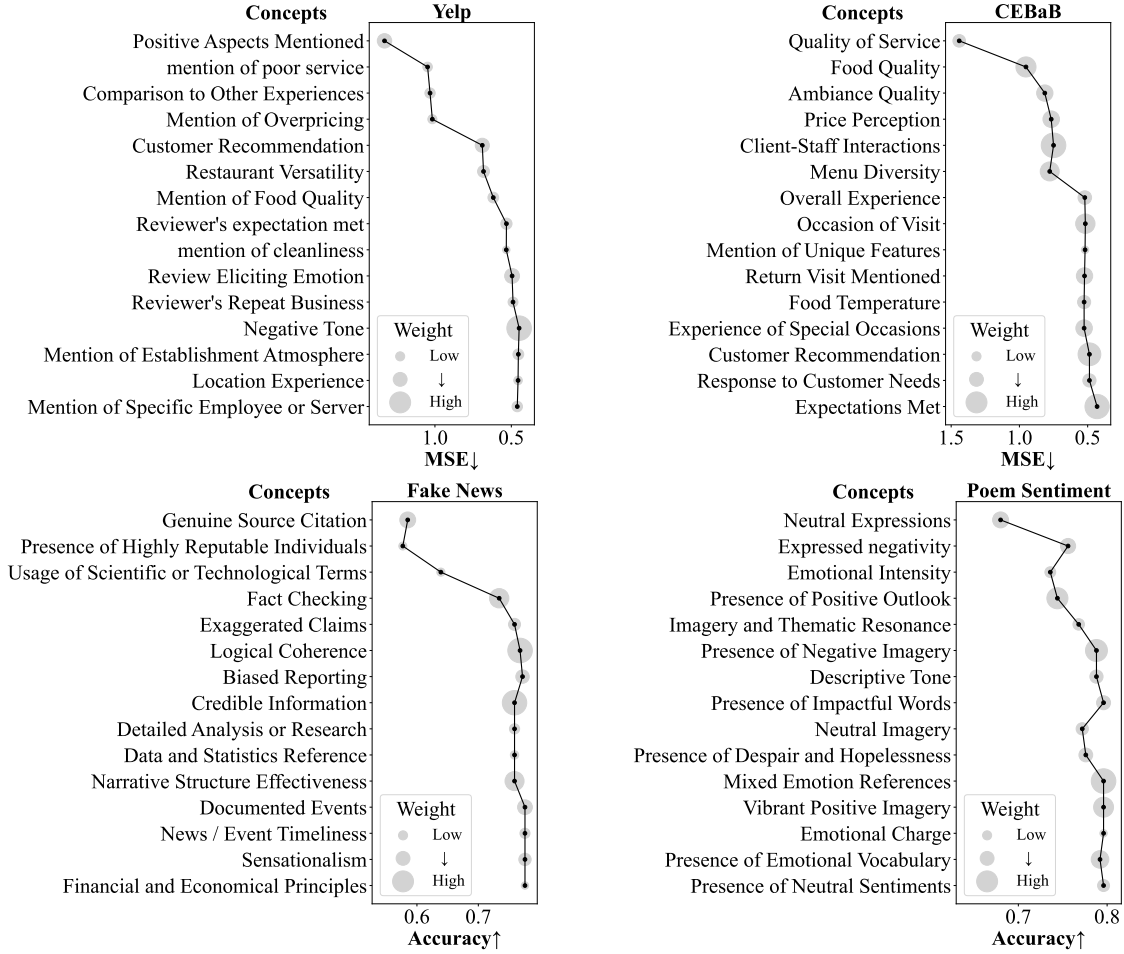 Concepts Yelp
Positive Aspects Mentioned
mention of poor service
Comparison to Other Experiences
Mention of Overpricing
Customer Recommendation
Restaurant Versatility
Mention of Food Quality
Reviewer's expectation met
mention of cleanliness
Review Eliciting Emotion
Reviewer's Repeat Business
Negative Tone
Mention of Establishment Atmosphere
Location Experience
Mention of Specific Employee or Server
Weight
Low
↓
High
1.0 0.5
MSE↓
Concepts CEBaB
Quality of Service
Food Quality
Ambiance Quality
Price Perception
Client-Staff Interactions
Menu Diversity
Overall Experience
Occasion of Visit
Mention of Unique Features
Return Visit Mentioned
Food Temperature
Experience of Special Occasions
Customer Recommendation
Response to Customer Needs
Expectations Met
Weight
Low
↓
High
1.5 1.0 0.5
MSE↓
Concepts Fake News
Genuine Source Citation
Presence of Highly Reputable Individuals
Usage of Scientific or Technological Terms
Fact Checking
Exaggerated Claims
Logical Coherence
Biased Reporting
Credible Information
Detailed Analysis or Research
Data and Statistics Reference
Narrative Structure Effectiveness
Documented Events
News / Event Timeliness
Sensationalism
Financial and Economical Principles
Weight
Low
↓
High
0.6 0.7
Accuracy↑
Concepts Poem Sentiment
Neutral Expressions
Expressed negativity
Emotional Intensity
Presence of Positive Outlook
Imagery and Thematic Resonance
Presence of Negative Imagery
Descriptive Tone
Presence of Impactful Words
Neutral Imagery
Presence of Despair and Hopelessness
Mixed Emotion References
Vibrant Positive Imagery
Emotional Charge
Presence of Emotional Vocabulary
Presence of Neutral Sentiments
Weight
Low
↓
High
0.7 0.8
Accuracy↑